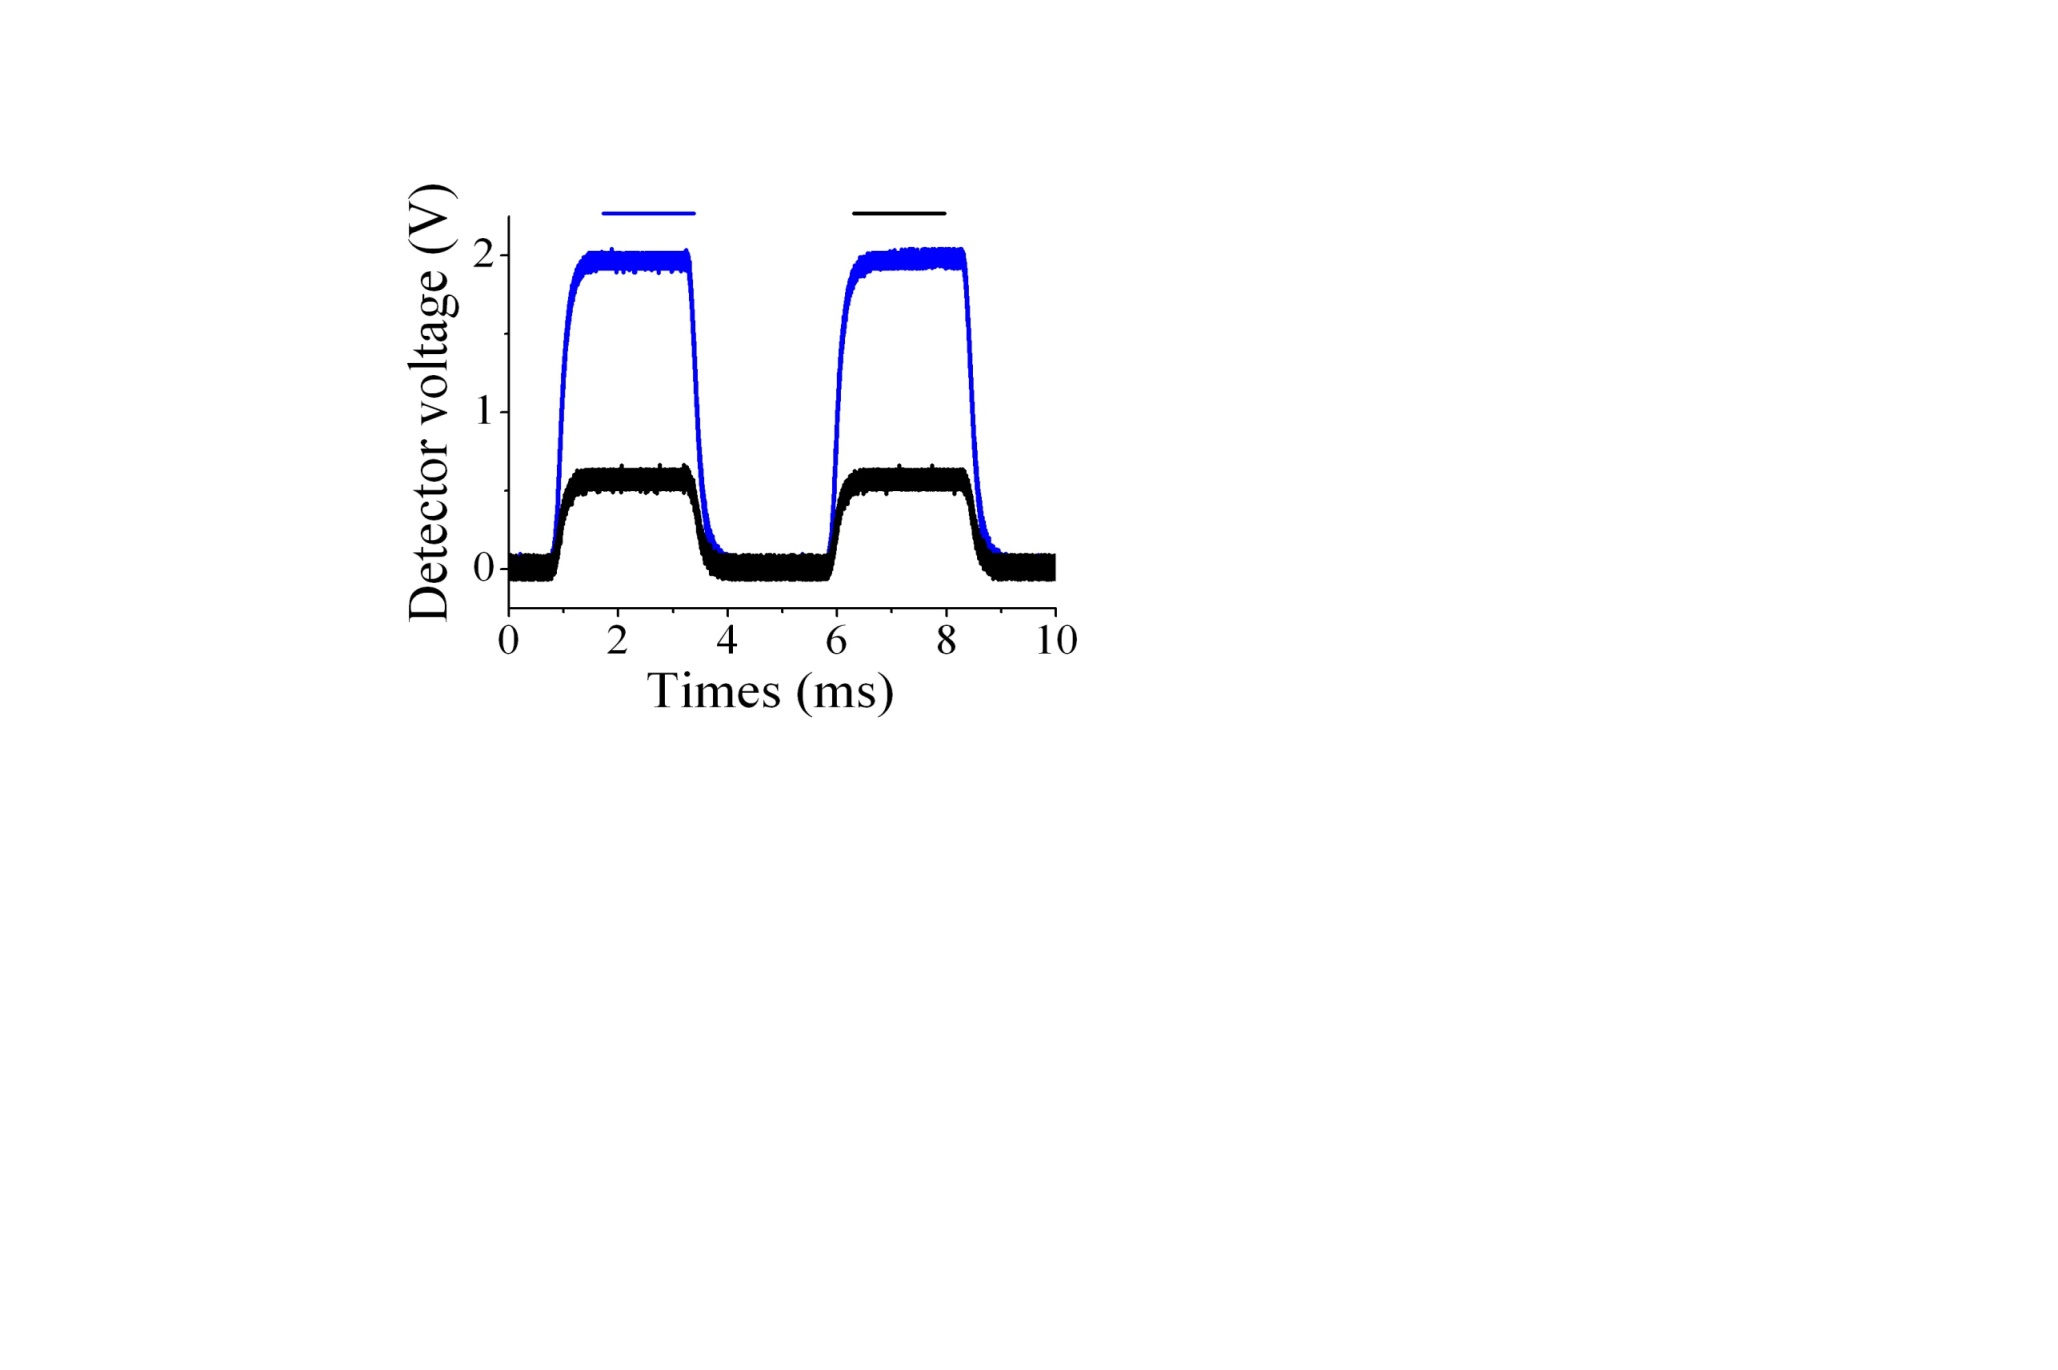 Detector voltage (V)
2
1
0
0 2 4 6 8 10
Times (ms)